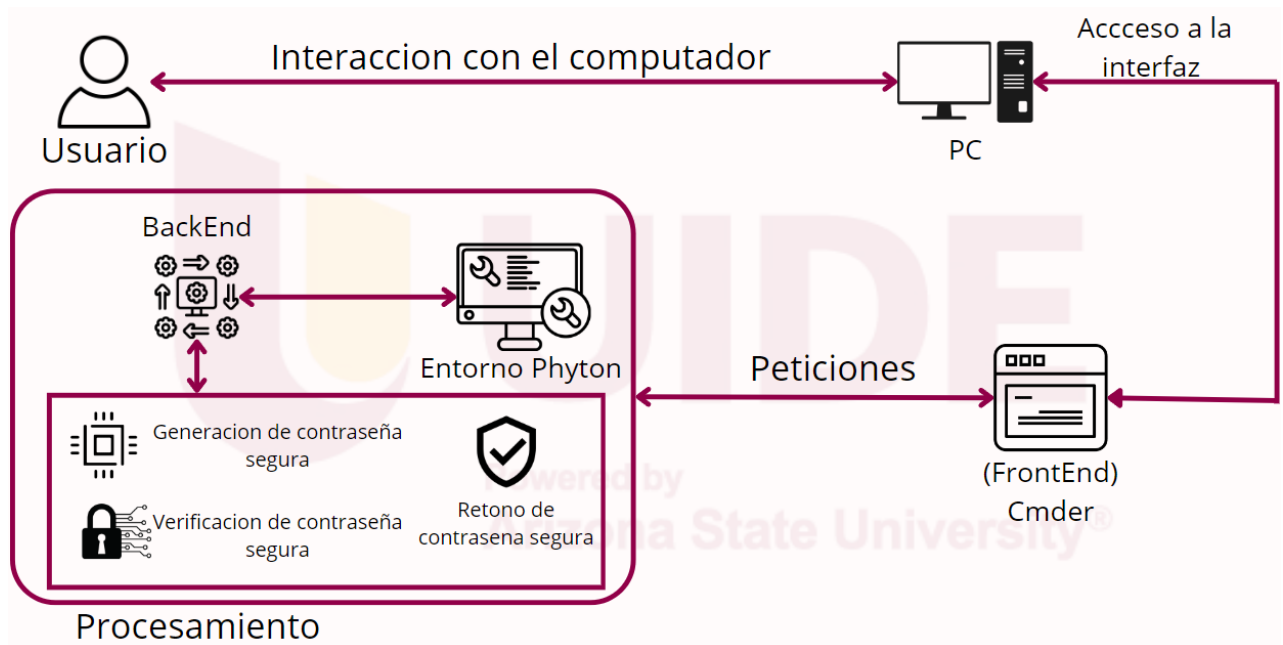 Interaccion con el computador
Accceso a la
interfaz
Usuario
PC
BackEnd
Entorno Phyton
Peticiones
Generacion de contraseña
segura
Verificacion de contraseña
segura
Retono de
contrasena segura
(FrontEnd)
Cmder
Procesamiento
UIDE
Powered by
Arizona State University®